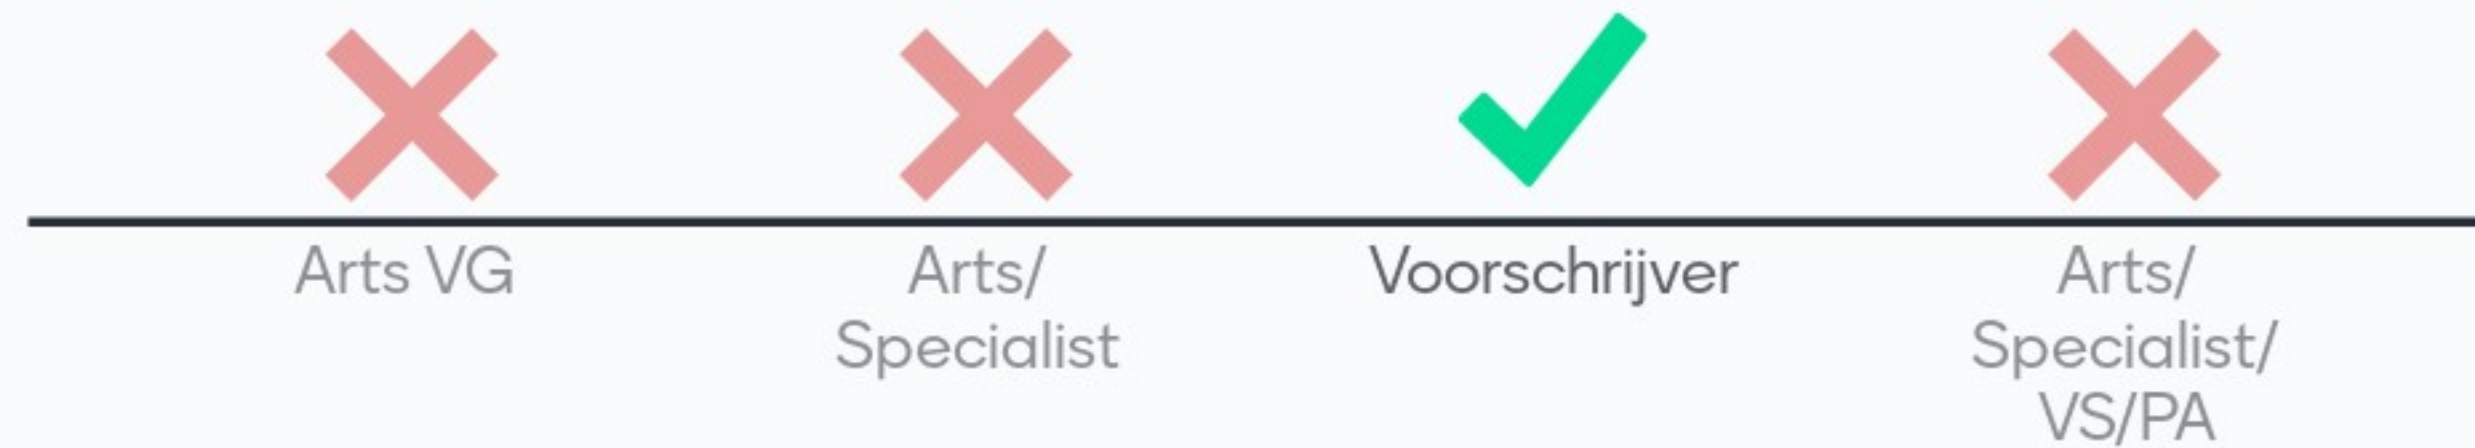 Arts VG
Arts/
Specialist
Voorschrijver
Arts/
Specialist/
VS/PA